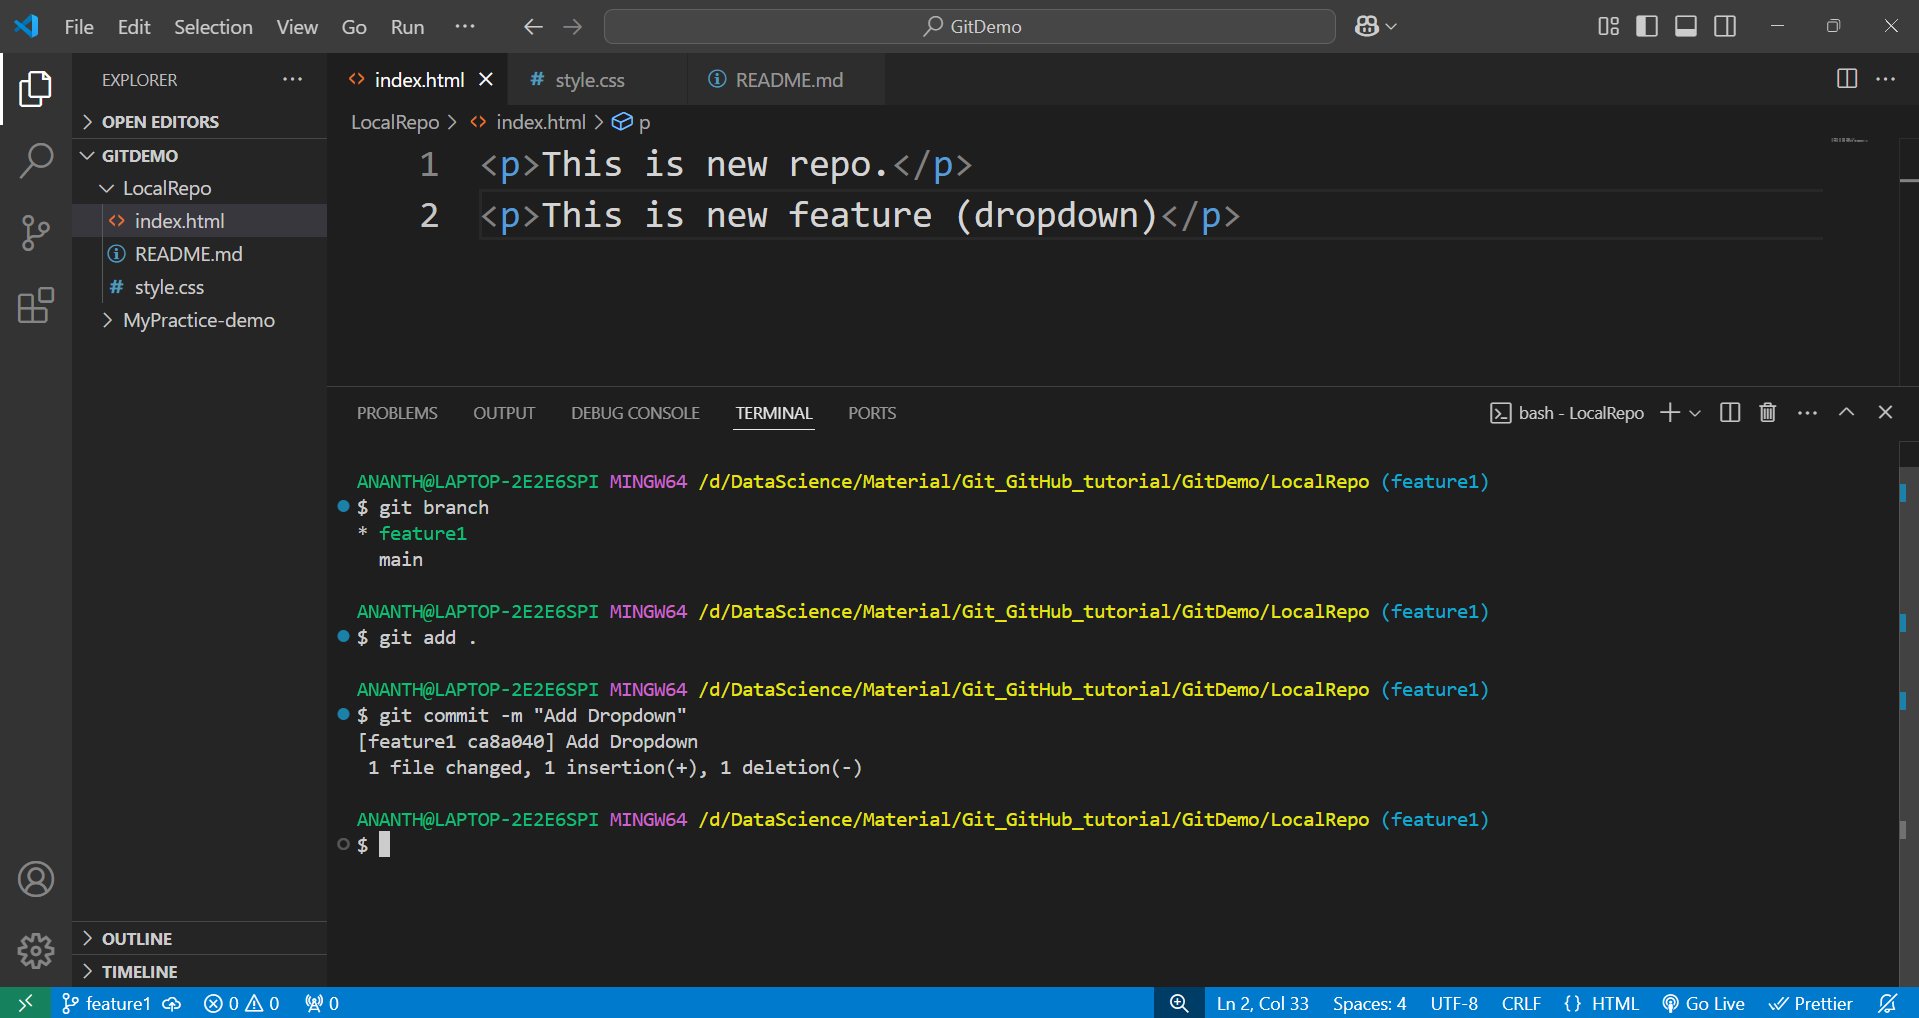 File Edit Selection View Go Run ··· GitDemo
EXPLORER ···
OPEN EDITORS
GITDEMO
LocalRepo
index.html
README.md
style.css
MyPractice-demo
OUTLINE
TIMELINE
index.html # style.css README.md
LocalRepo > index.html > p
1 <p>This is new repo.</p>
2 <p>This is new feature (dropdown)</p>
PROBLEMS OUTPUT DEBUG CONSOLE TERMINAL PORTS bash - LocalRepo
ANANTH@LAPTOP-2E2E6SPI MINGW64 /d/DataScience/Material/Git_GitHub_tutorial/GitDemo/LocalRepo (feature1)
$ git branch
* feature1
main
ANANTH@LAPTOP-2E2E6SPI MINGW64 /d/DataScience/Material/Git_GitHub_tutorial/GitDemo/LocalRepo (feature1)
$ git add .
ANANTH@LAPTOP-2E2E6SPI MINGW64 /d/DataScience/Material/Git_GitHub_tutorial/GitDemo/LocalRepo (feature1)
$ git commit -m "Add Dropdown"
[feature1 ca8a040] Add Dropdown
1 file changed, 1 insertion(+), 1 deletion(-)
ANANTH@LAPTOP-2E2E6SPI MINGW64 /d/DataScience/Material/Git_GitHub_tutorial/GitDemo/LocalRepo (feature1)
$
feature1 0 0 0 Ln 2, Col 33 Spaces: 4 UTF-8 CRLF {} HTML Go Live Prettier